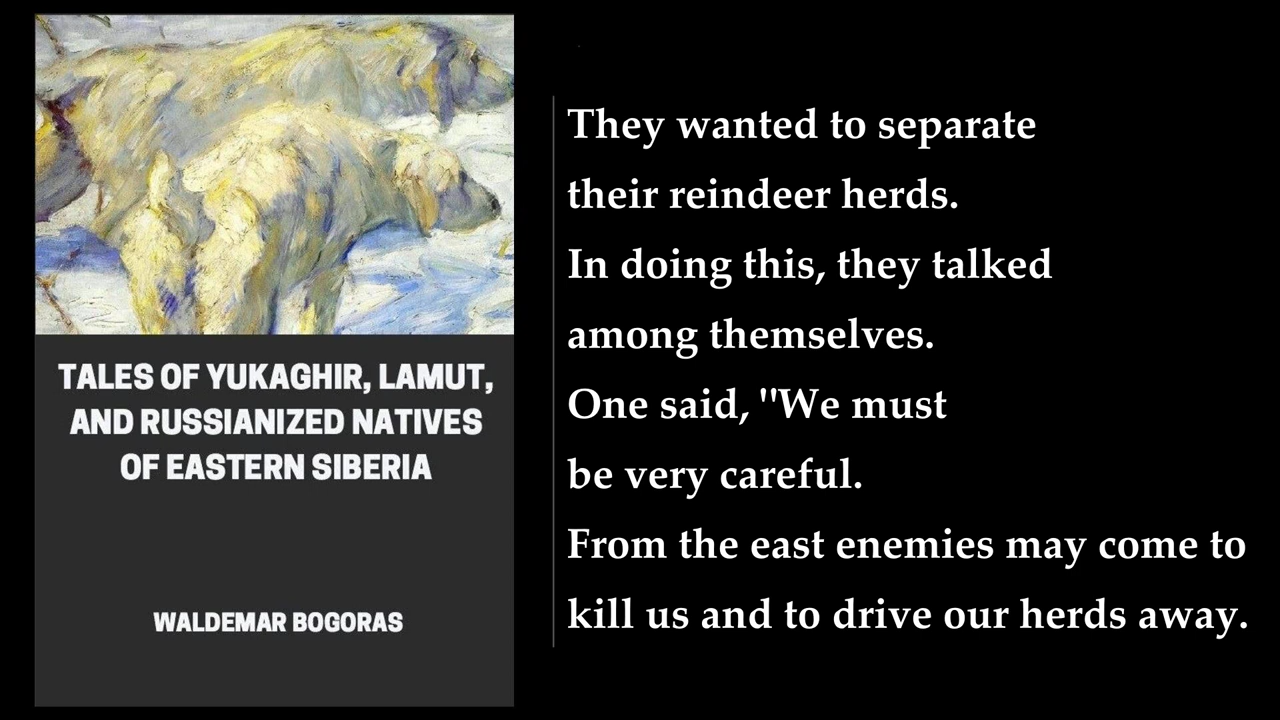 TALES OF YUKAGHIR, LAMUT,
AND RUSSIANIZED NATIVES
OF EASTERN SIBERIA
WALDEMAR BOGORAS
They wanted to separate
their reindeer herds.
In doing this, they talked
among themselves.
One said, "We must
be very careful.
From the east enemies may come to
kill us and to drive our herds away.